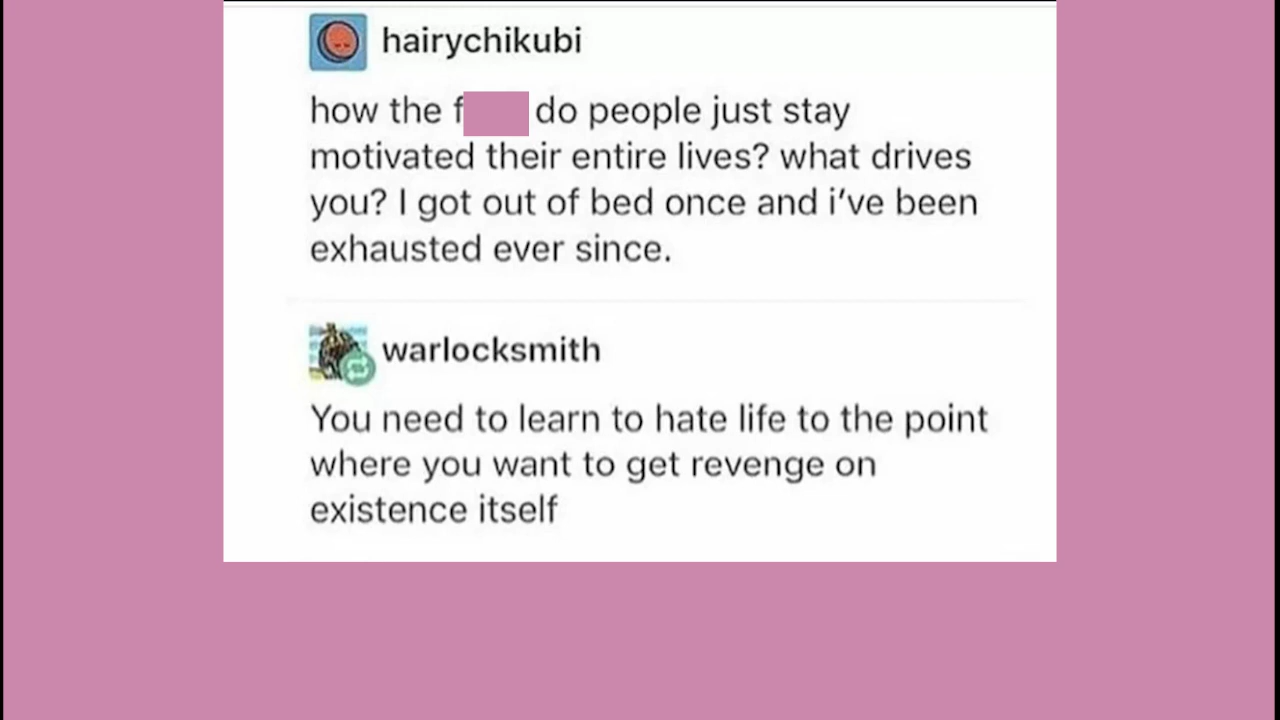 hairychikubi
how the f do people just stay
motivated their entire lives? what drives
you? I got out of bed once and i've been
exhausted ever since.
warlocksmith
You need to learn to hate life to the point
where you want to get revenge on
existence itself